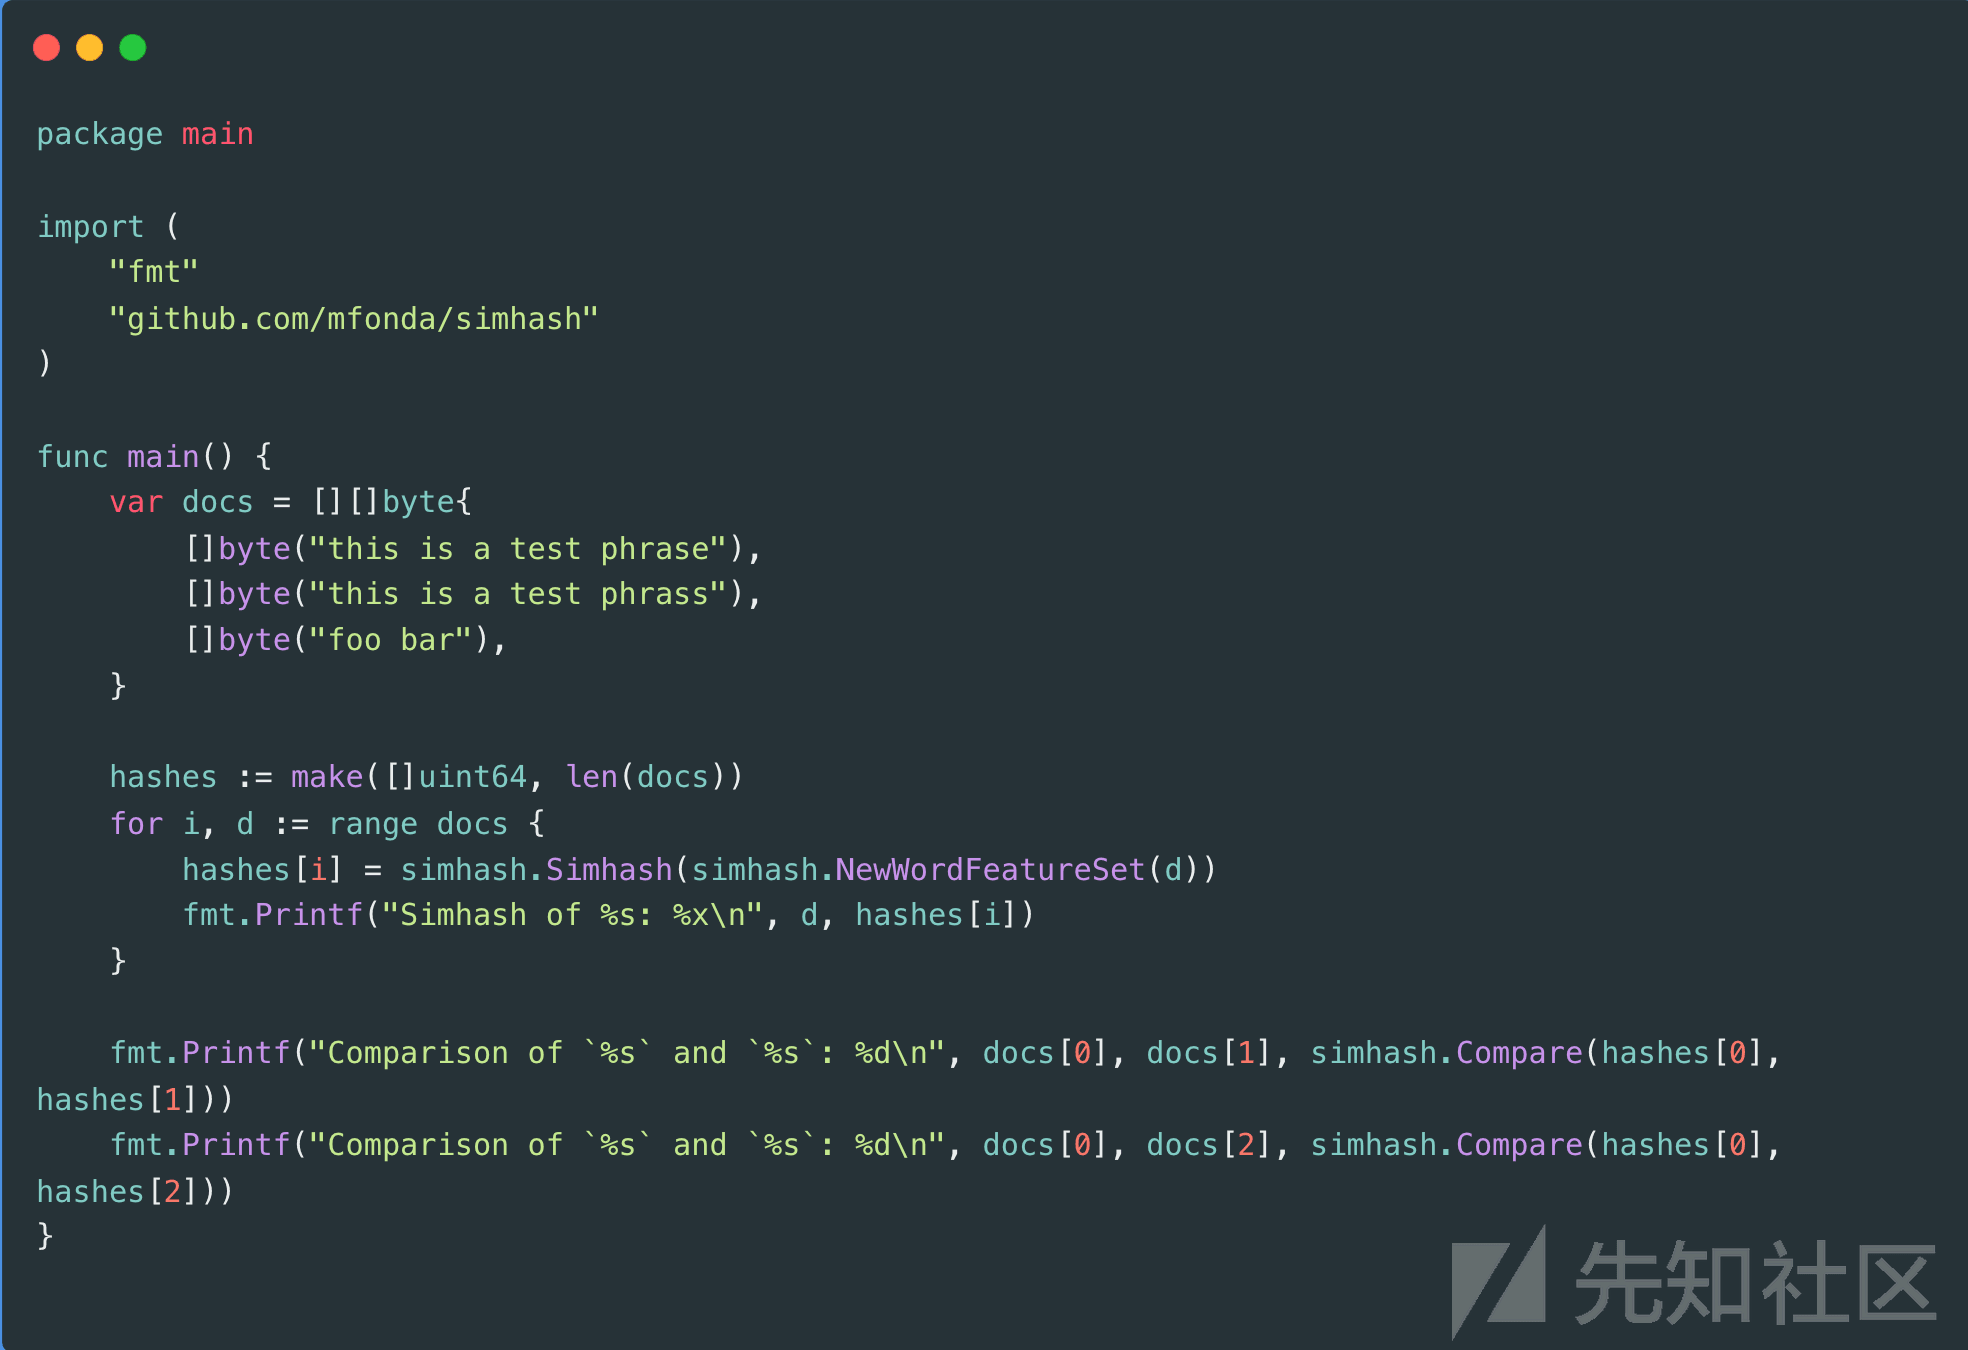 package main

import (
    "fmt"
    "github.com/mfonda/simhash"
)

func main() {
    var docs = [][]byte{
        []byte("this is a test phrase"),
        []byte("this is a test phrass"),
        []byte("foo bar"),
    }

    hashes := make([]uint64, len(docs))
    for i, d := range docs {
        hashes[i] = simhash.Simhash(simhash.NewWordFeatureSet(d))
        fmt.Printf("Simhash of %s: %x\n", d, hashes[i])
    }

    fmt.Printf("Comparison of `%s` and `%s`: %d\n", docs[0], docs[1], simhash.Compare(hashes[0],
hashes[1]))
    fmt.Printf("Comparison of `%s` and `%s`: %d\n", docs[0], docs[2], simhash.Compare(hashes[0],
hashes[2]))
}
先知社区